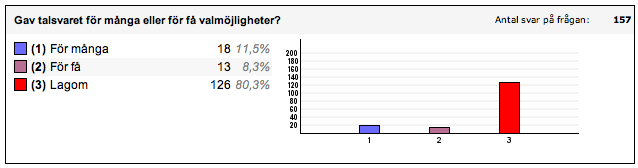 Gav talsvaret för många eller för få valmöjligheter? Antal svar på frågan: 157
(1) För många 18 11,5%
(2) För få 13 8,3%
(3) Lagom 126 80,3%
200
180
160
140
120
100
80
60
40
20
1 2 3